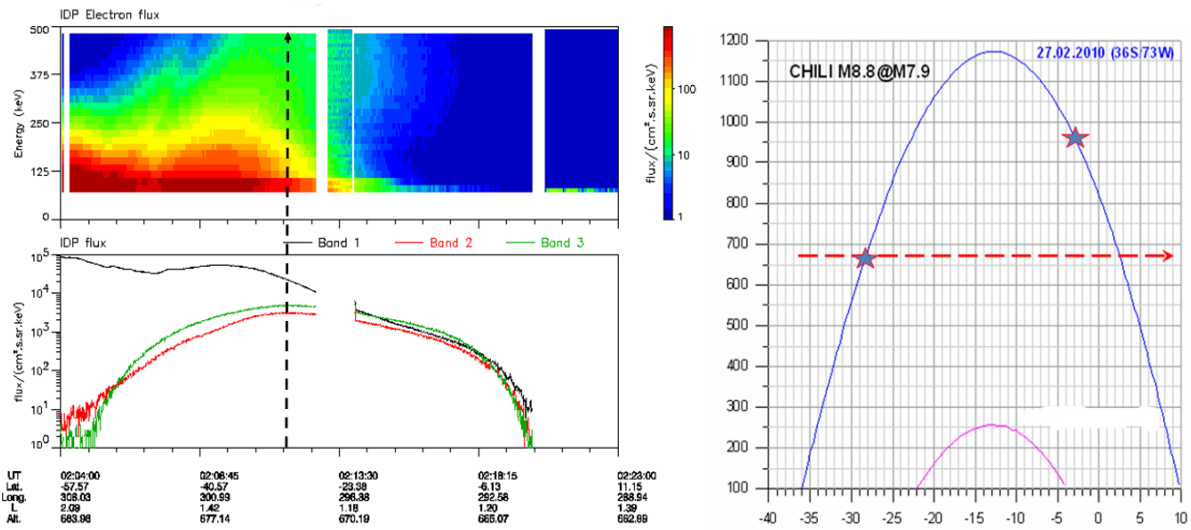 IDP Electron flux
500
375
250
125
0
Energy (keV)
100
10
1
flux/(cm².s.sr.keV)
IDP flux
Band 1
Band 2
Band 3
10⁵
10⁴
10³
10²
10¹
10⁰
flux/(cm².s.sr.keV)
UT 02:04:00 02:08:45 02:13:30 02:18:15 02:23:00
Lat. -57.57 -40.57 -23.38 -6.13 11.15
Long. 308.03 300.99 296.38 292.58 288.94
L 2.09 1.42 1.18 1.20 1.39
Alt. 683.98 677.14 670.19 665.07 662.89
1200
1100
1000
900
800
700
600
500
400
300
200
100
27.02.2010 (36S/73W)
CHILI M8.8@M7.9
-40 -35 -30 -25 -20 -15 -10 -5 0 5 10